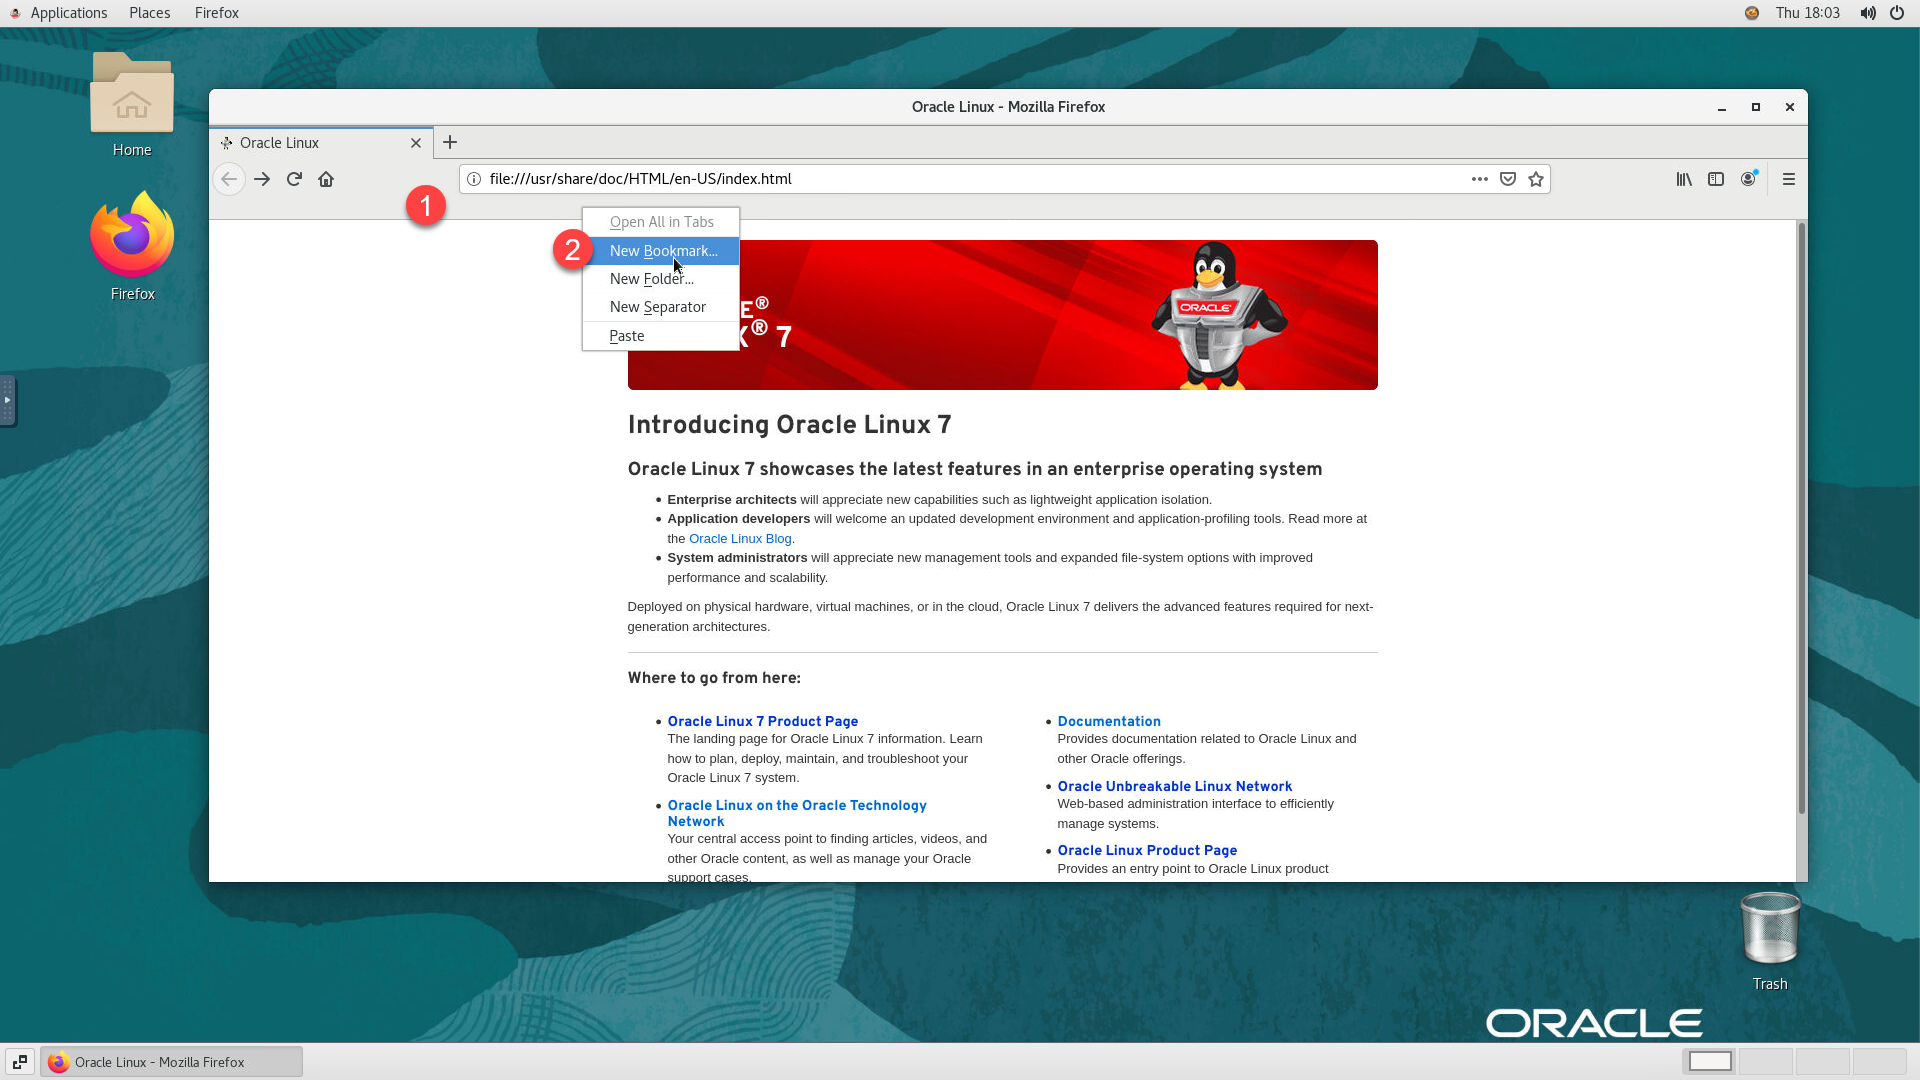 Applications Places Firefox Thu 18:03
Home
Firefox
Oracle Linux - Mozilla Firefox
Oracle Linux
file:///usr/share/doc/HTML/en-US/index.html
1
Open All in Tabs
2 New Bookmark...
New Folder...
New Separator
Paste
E®
X® 7
ORACLE
Introducing Oracle Linux 7
Oracle Linux 7 showcases the latest features in an enterprise operating system
• Enterprise architects will appreciate new capabilities such as lightweight application isolation.
• Application developers will welcome an updated development environment and application-profiling tools. Read more at
the Oracle Linux Blog.
• System administrators will appreciate new management tools and expanded file-system options with improved
performance and scalability.
Deployed on physical hardware, virtual machines, or in the cloud, Oracle Linux 7 delivers the advanced features required for next-
generation architectures.
Where to go from here:
• Oracle Linux 7 Product Page
The landing page for Oracle Linux 7 information. Learn
how to plan, deploy, maintain, and troubleshoot your
Oracle Linux 7 system.
• Oracle Linux on the Oracle Technology
Network
Your central access point to finding articles, videos, and
other Oracle content, as well as manage your Oracle
support cases.
• Documentation
Provides documentation related to Oracle Linux and
other Oracle offerings.
• Oracle Unbreakable Linux Network
Web-based administration interface to efficiently
manage systems.
• Oracle Linux Product Page
Provides an entry point to Oracle Linux product
Trash
ORACLE
Oracle Linux - Mozilla Firefox